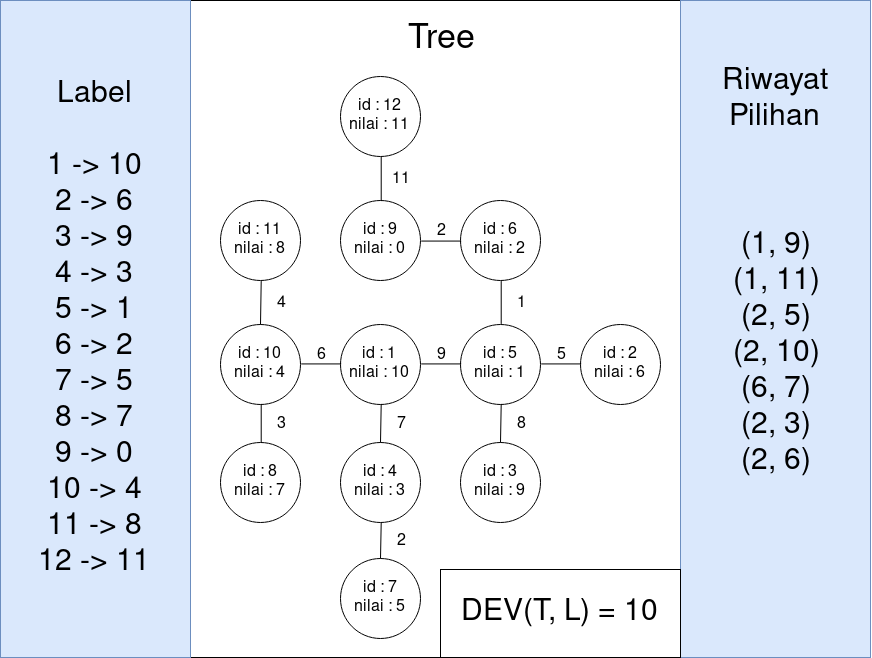 Label
1 -> 10
2 -> 6
3 -> 9
4 -> 3
5 -> 1
6 -> 2
7 -> 5
8 -> 7
9 -> 0
10 -> 4
11 -> 8
12 -> 11
Tree
id : 12
nilai : 11
11
id : 11
nilai : 8
id : 9
nilai : 0
2
id : 6
nilai : 2
4
1
id : 10
nilai : 4
6
id : 1
nilai : 10
9
id : 5
nilai : 1
5
id : 2
nilai : 6
3
7
8
id : 8
nilai : 7
id : 4
nilai : 3
id : 3
nilai : 9
2
id : 7
nilai : 5
DEV(T, L) = 10
Riwayat
Pilihan
(1, 9)
(1, 11)
(2, 5)
(2, 10)
(6, 7)
(2, 3)
(2, 6)